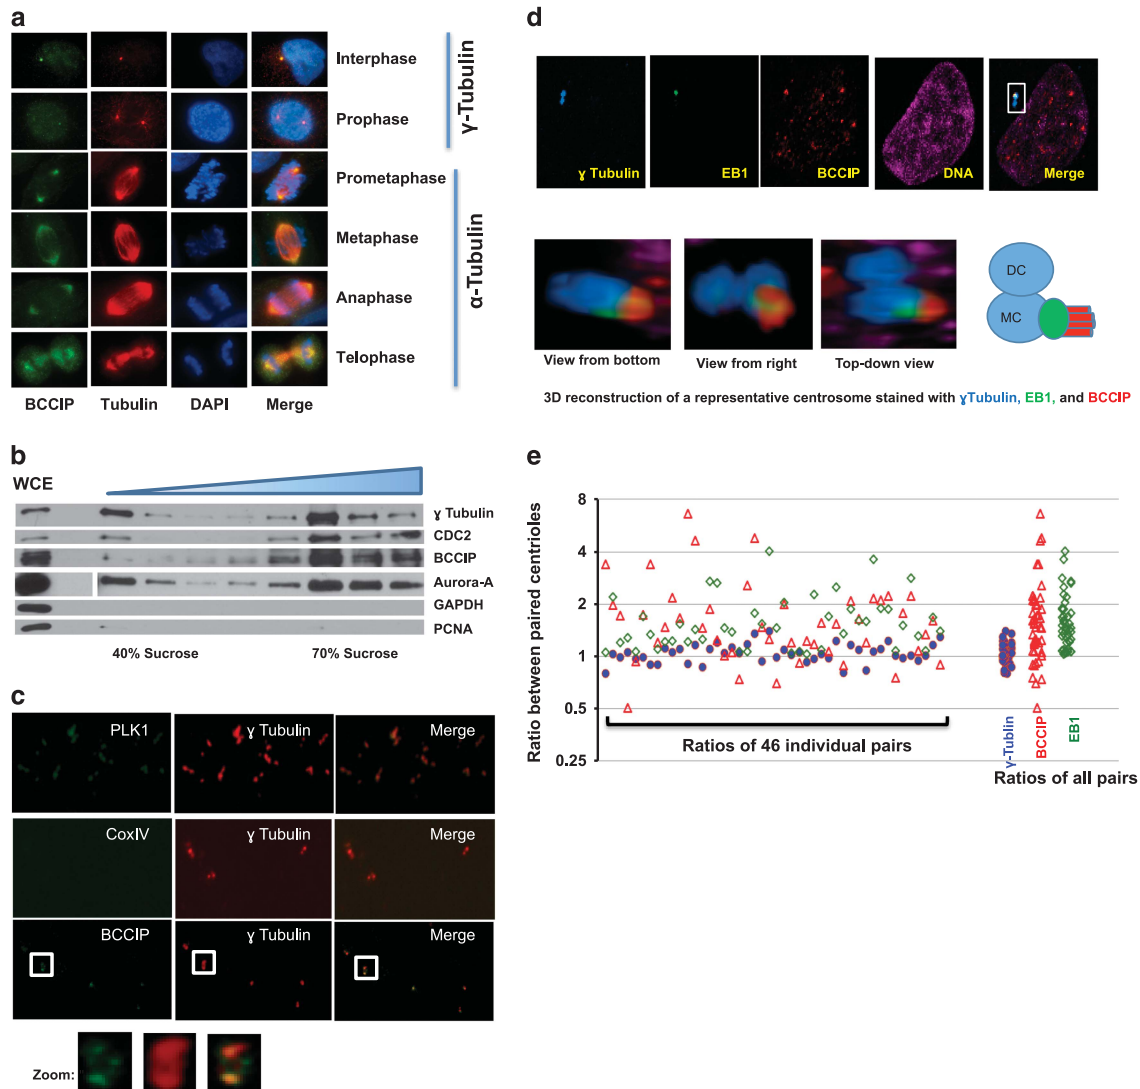 a
Interphase
Prophase
Prometaphase
Metaphase
Anaphase
Telophase
γ-Tubulin
α-Tubulin
BCCIP Tubulin DAPI Merge
b
WCE
ɣ Tubulin
CDC2
BCCIP
Aurora-A
GAPDH
PCNA
40% Sucrose 70% Sucrose
c
PLK1 ɣ Tubulin Merge
CoxIV ɣ Tubulin Merge
BCCIP ɣ Tubulin Merge
Zoom:
d
ɣ Tubulin EB1 BCCIP DNA Merge
DC
MC
View from bottom View from right Top-down view
3D reconstruction of a representative centrosome stained with ɣTubulin, EB1, and BCCIP
e
Ratio between paired centrioles
8
4
2
1
0.5
0.25
Ratios of 46 individual pairs
γ-Tublin
BCCIP
EB1
Ratios of all pairs